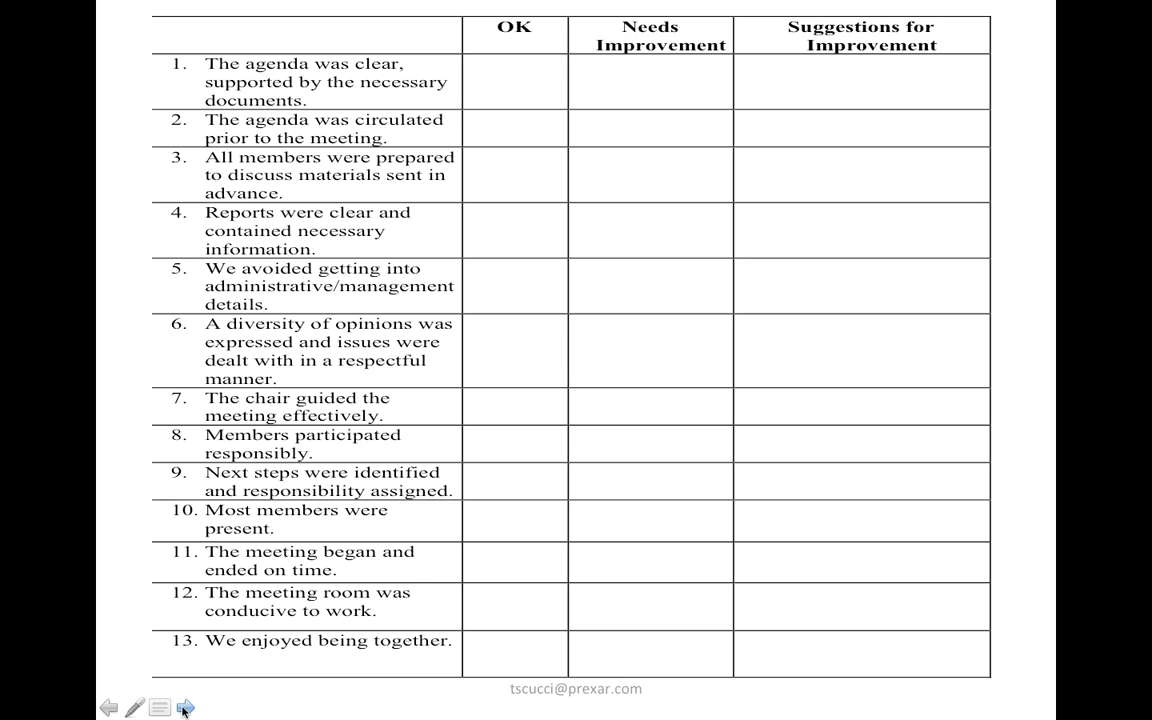 OK
Needs Improvement
Suggestions for Improvement
1. The agenda was clear,
supported by the necessary
documents.
2. The agenda was circulated
prior to the meeting.
3. All members were prepared
to discuss materials sent in
advance.
4. Reports were clear and
contained necessary
information.
5. We avoided getting into
administrative/management
details.
6. A diversity of opinions was
expressed and issues were
dealt with in a respectful
manner.
7. The chair guided the
meeting effectively.
8. Members participated
responsibly.
9. Next steps were identified
and responsibility assigned.
10. Most members were
present.
11. The meeting began and
ended on time.
12. The meeting room was
conducive to work.
13. We enjoyed being together.
tscucci@prexar.com